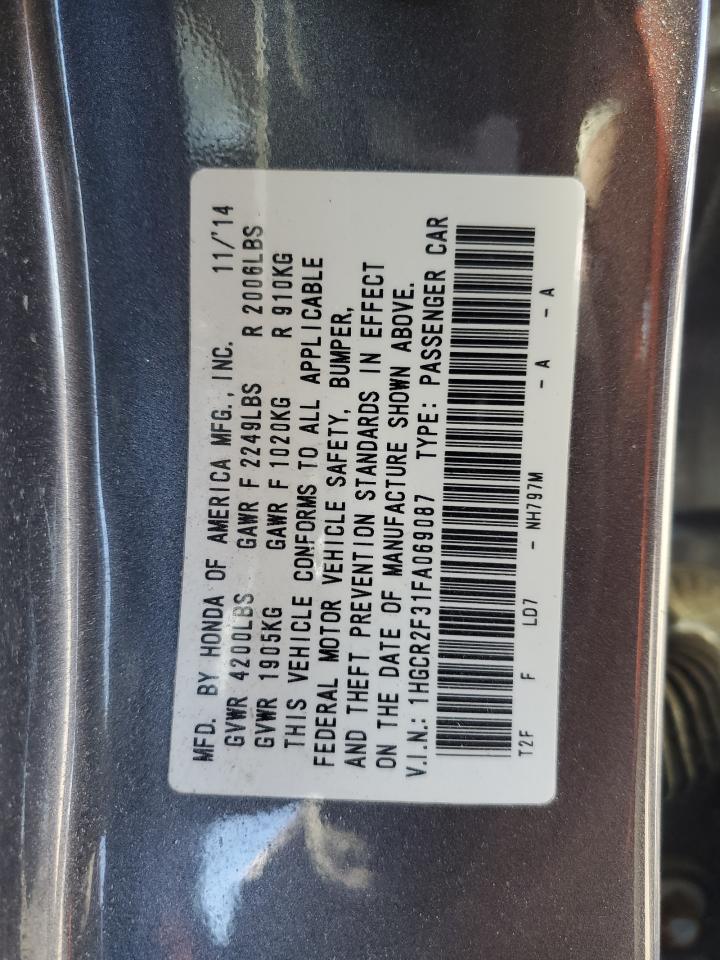 MFD. BY HONDA OF AMERICA MFG., INC. 11/'14
GVWR 4200LBS GAWR F 2249LBS R 2006LBS
GVWR 1905KG GAWR F 1020KG R 910KG
THIS VEHICLE CONFORMS TO ALL APPLICABLE
FEDERAL MOTOR VEHICLE SAFETY, BUMPER,
AND THEFT PREVENTION STANDARDS IN EFFECT
ON THE DATE OF MANUFACTURE SHOWN ABOVE.
V.I.N.: 1HGCR2F31FA069087 TYPE: PASSENGER CAR
T2F F LD7 - NH797M - A - A